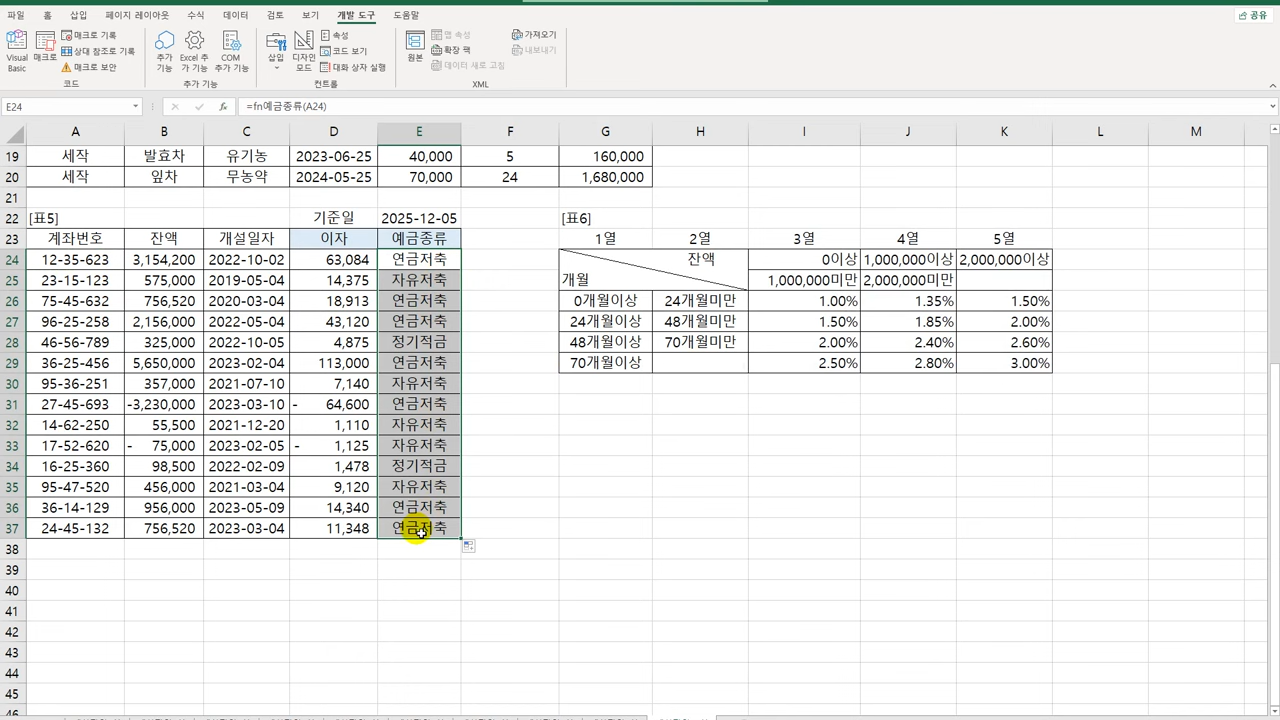 파일 홈 삽입 페이지 레이아웃 수식 데이터 검토 보기 개발 도구 도움말 공유
Visual Basic 매크로 매크로 기록 상대 참조로 기록 매크로 보안 추가 기능 Excel 추가 기능 COM 추가 기능 삽입 디자인 모드 속성 코드 보기 대화 상자 실행 원본 맵 속성 확장 팩 데이터 새로 고침 가져오기 내보내기
코드 추가 기능 컨트롤 XML
E24 fx =fn예금종류(A24)
A B C D E F G H I J K L M
19 세작 발효차 유기농 2023-06-25 40,000 5 160,000
20 세작 잎차 무농약 2024-05-25 70,000 24 1,680,000
21
22 [표5] 기준일 2025-12-05 [표6]
23 계좌번호 잔액 개설일자 이자 예금종류 1열 2열 3열 4열 5열
24 12-35-623 3,154,200 2022-10-02 63,084 연금저축 잔액 0이상 1,000,000이상 2,000,000이상
25 23-15-123 575,000 2019-05-04 14,375 자유저축 개월 1,000,000미만 2,000,000미만
26 75-45-632 756,520 2020-03-04 18,913 연금저축 0개월이상 24개월미만 1.00% 1.35% 1.50%
27 96-25-258 2,156,000 2022-05-04 43,120 연금저축 24개월이상 48개월미만 1.50% 1.85% 2.00%
28 46-56-789 325,000 2022-10-05 4,875 정기적금 48개월이상 70개월미만 2.00% 2.40% 2.60%
29 36-25-456 5,650,000 2023-02-04 113,000 연금저축 70개월이상 2.50% 2.80% 3.00%
30 95-36-251 357,000 2021-07-10 7,140 자유저축
31 27-45-693 -3,230,000 2023-03-10 - 64,600 연금저축
32 14-62-250 55,500 2021-12-20 1,110 자유저축
33 17-52-620 - 75,000 2023-02-05 - 1,125 자유저축
34 16-25-360 98,500 2022-02-09 1,478 정기적금
35 95-47-520 456,000 2021-03-04 9,120 자유저축
36 36-14-129 956,000 2023-05-09 14,340 연금저축
37 24-45-132 756,520 2023-03-04 11,348 연금저축
38
39
40
41
42
43
44
45